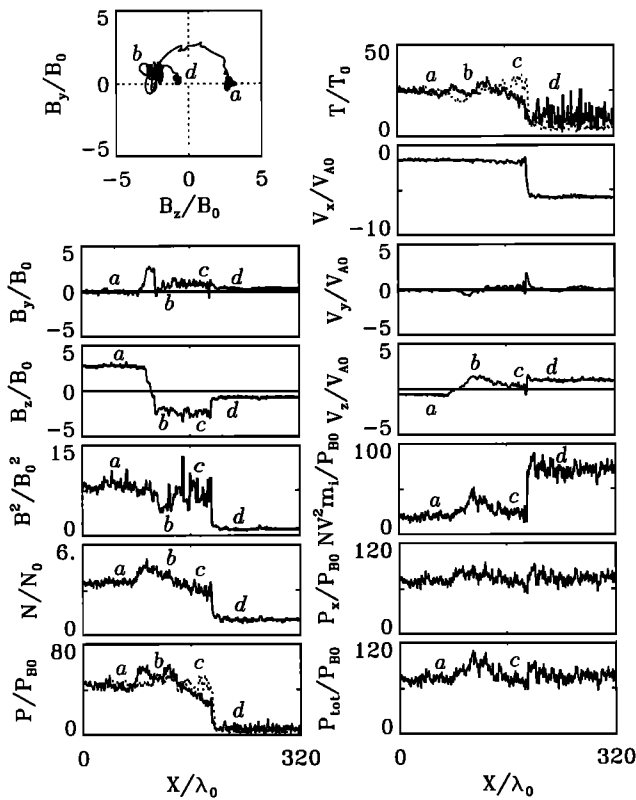 5
0
-5
B_y/B_0
b
d
a
-5
0
5
B_z/B_0
5
0
-5
B_y/B_0
a
b
c
d
5
0
-5
B_z/B_0
a
b
c
d
15
0
B^2/B_0^2
a
b
c
d
6.
0
N/N_0
a
b
c
d
80
0
P/P_B0
a
b
c
d
0
320
X/λ_0
50
0
T/T_0
a
b
c
d
0
-10
V_x/V_A0
5
0
-5
V_y/V_A0
5
-5
V_z/V_A0
a
b
c
d
100
0
NV^2m_i/P_B0
a
c
d
120
0
P_x/P_B0
120
0
P_tot/P_B0
a
c
0
320
X/λ_0